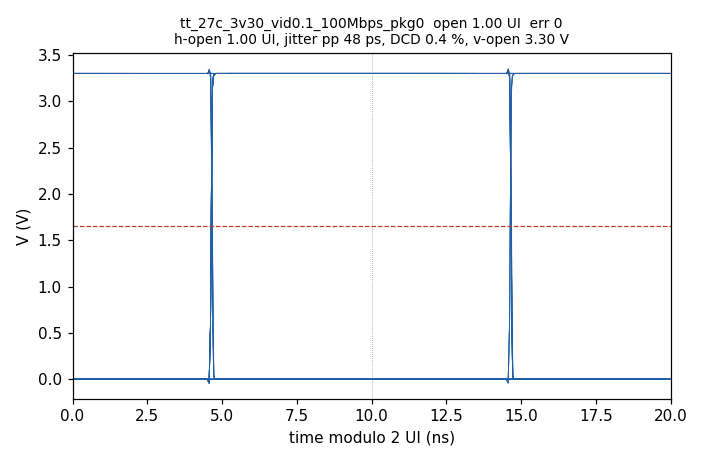 tt_27c_3v30_vid0.1_100Mbps_pkg0  open 1.00 UI  err 0
h-open 1.00 UI, jitter pp 48 ps, DCD 0.4 %, v-open 3.30 V
3.5
3.0
2.5
2.0
1.5
1.0
0.5
0.0
V (V)
0.0 2.5 5.0 7.5 10.0 12.5 15.0 17.5 20.0
time modulo 2 UI (ns)